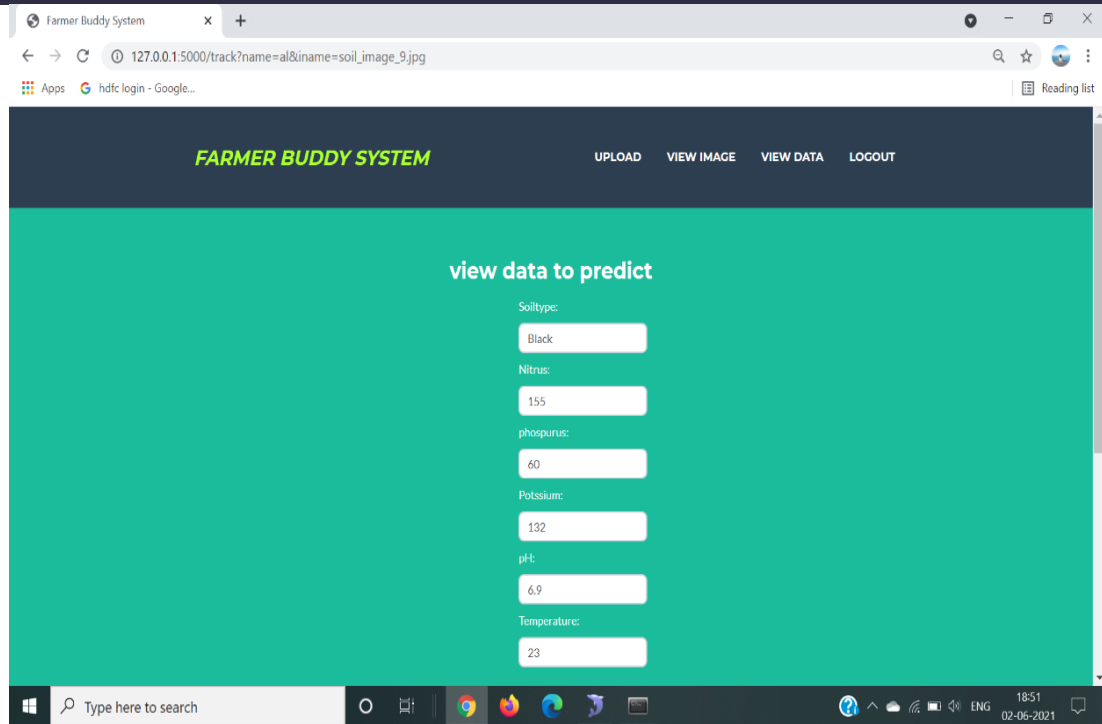 Farmer Buddy System
127.0.0.1:5000/track?name=al&iname=soil_image_9.jpg
Apps hdfc login - Google... Reading list
FARMER BUDDY SYSTEM UPLOAD VIEW IMAGE VIEW DATA LOGOUT
view data to predict
Soiltype:
Black
Nitrus:
155
phospurus:
60
Potssium:
132
pH:
6.9
Temperature:
23
Type here to search ENG 18:51
02-06-2021